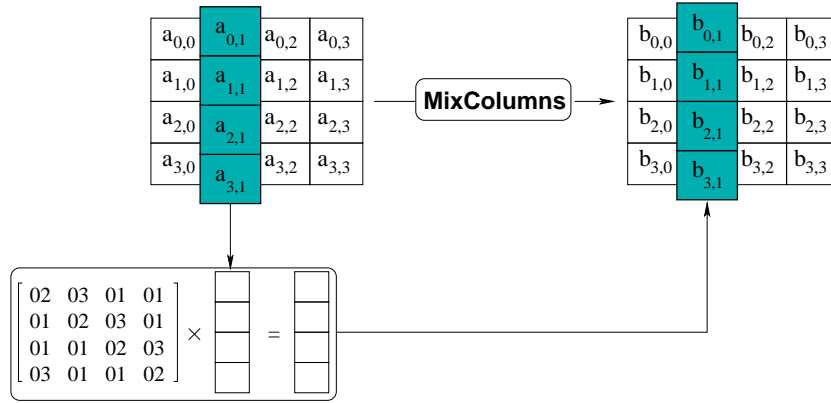 a0,0 a0,1 a0,2 a0,3
a1,0 a1,1 a1,2 a1,3
a2,0 a2,1 a2,2 a2,3
a3,0 a3,1 a3,2 a3,3
MixColumns
b0,0 b0,1 b0,2 b0,3
b1,0 b1,1 b1,2 b1,3
b2,0 b2,1 b2,2 b2,3
b3,0 b3,1 b3,2 b3,3
02 03 01 01
01 02 03 01
01 01 02 03
03 01 01 02
× =